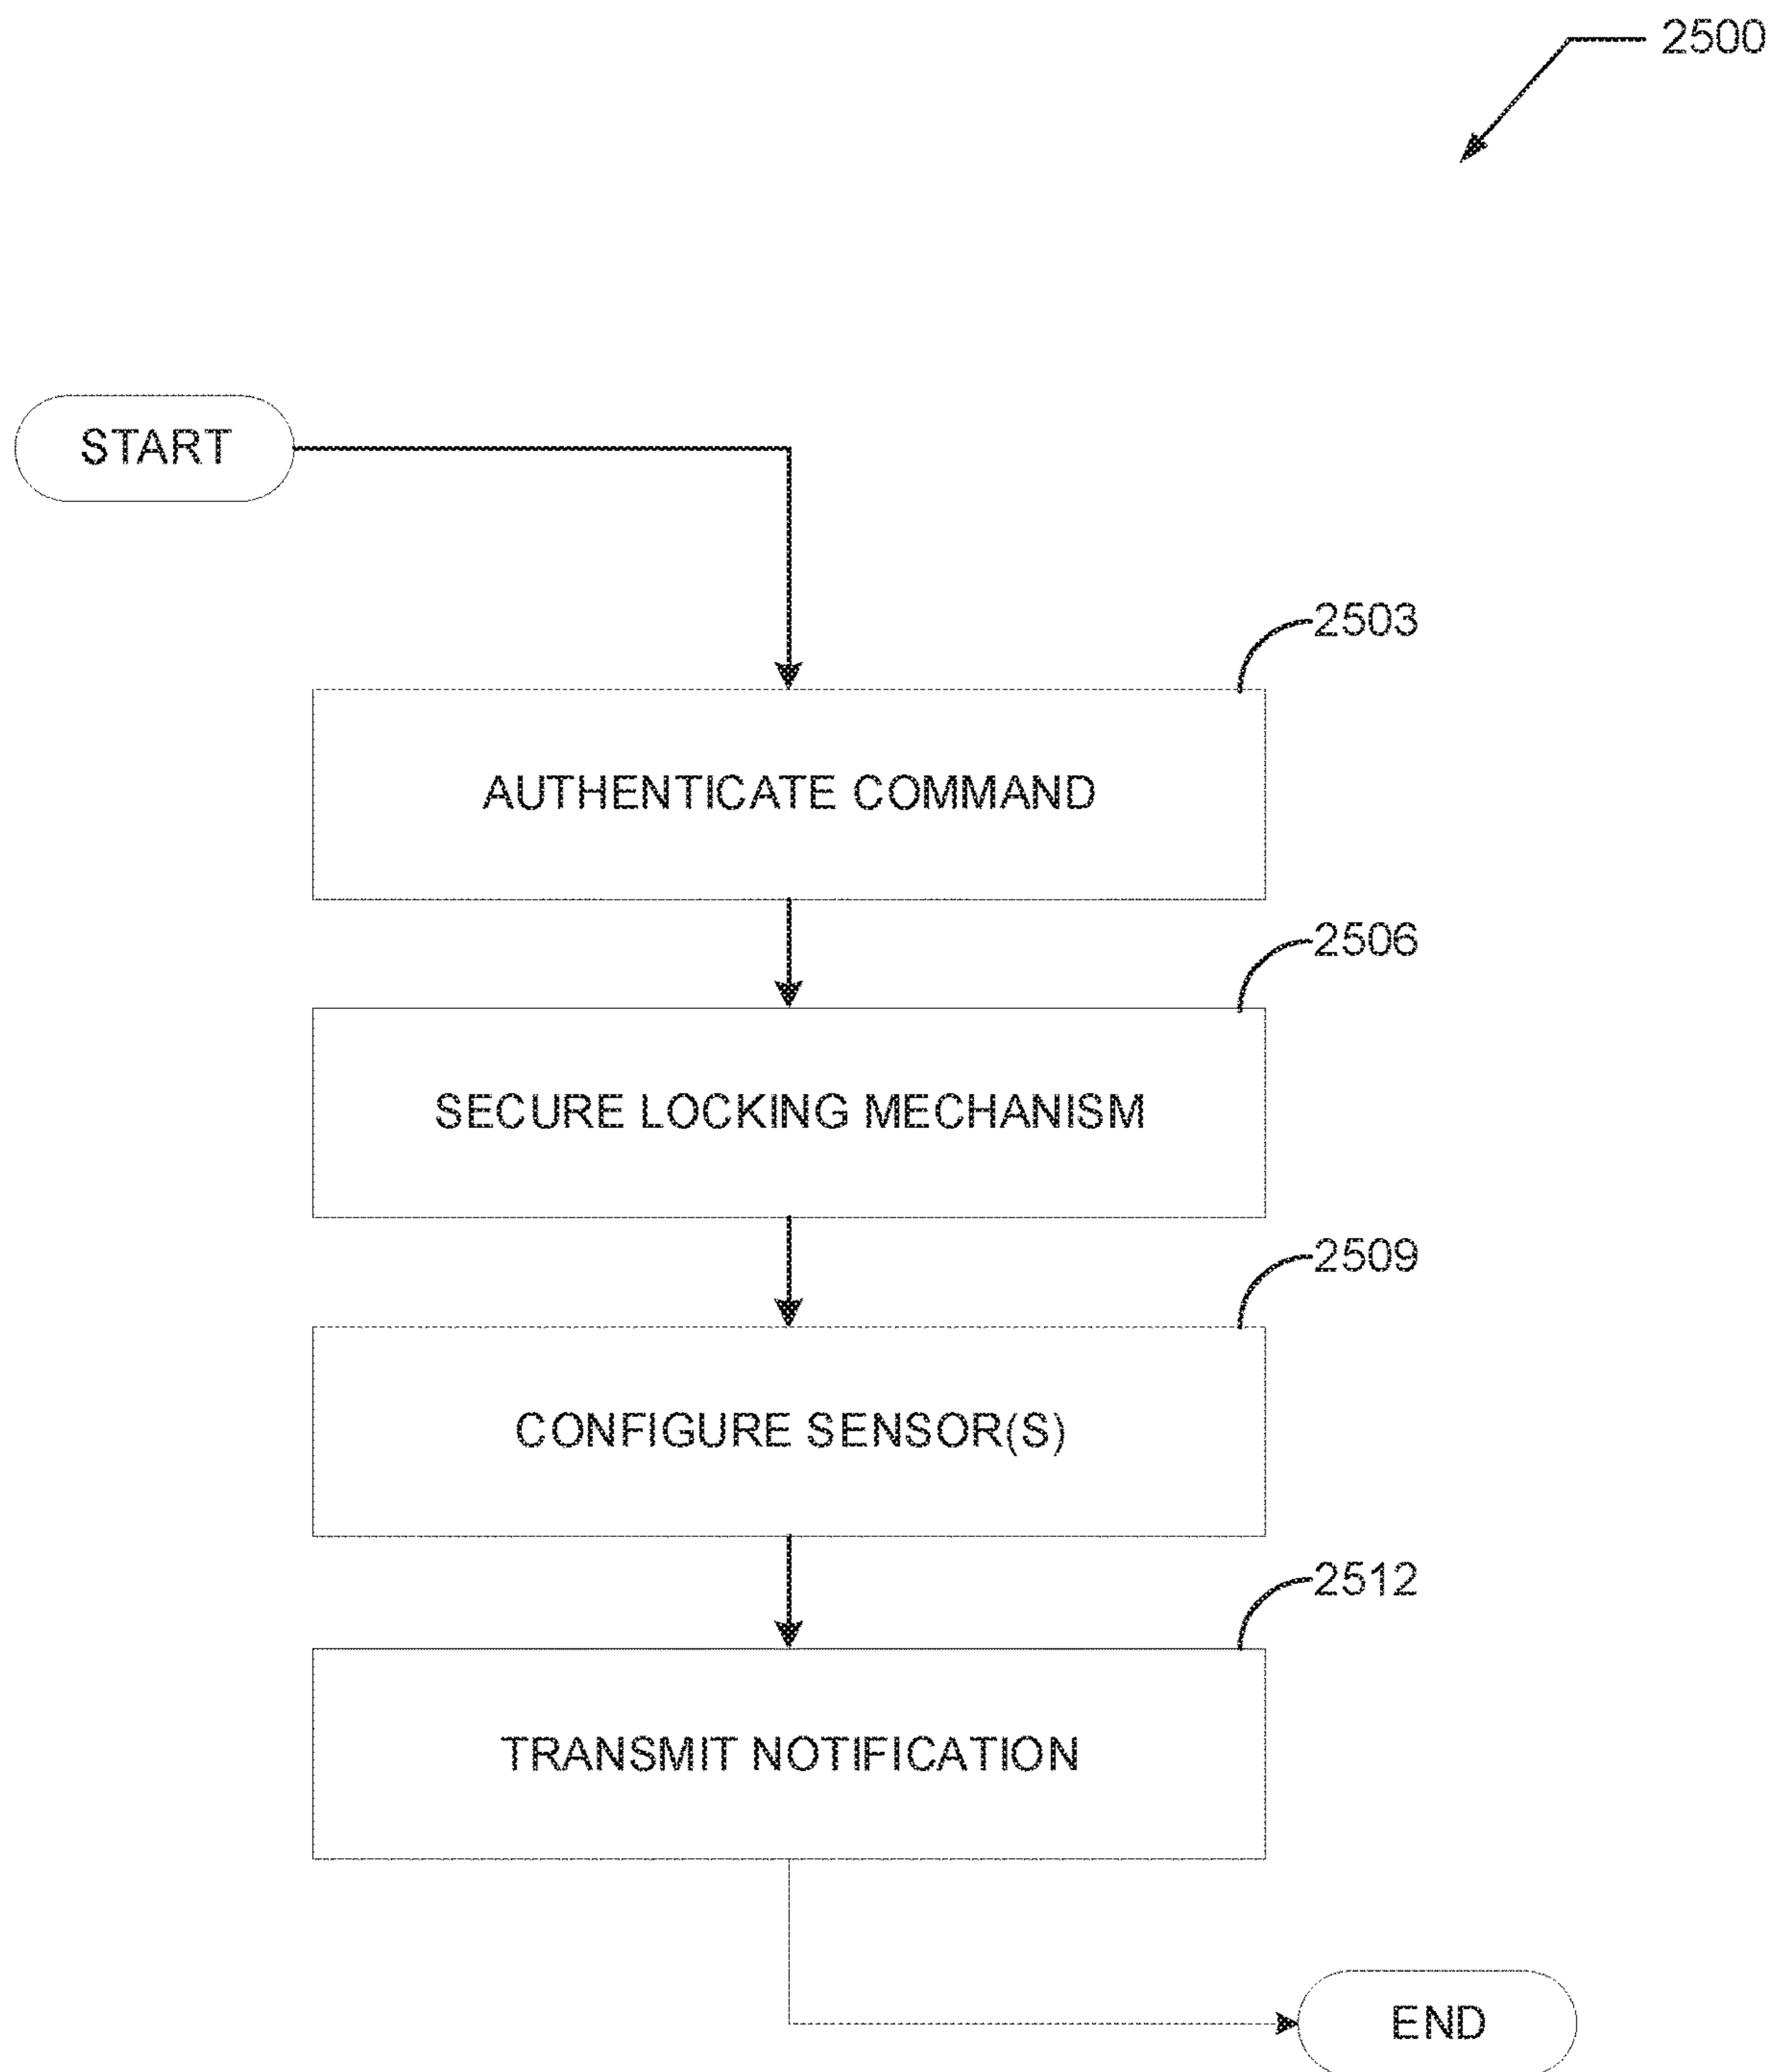 2500
START
2503
AUTHENTICATE COMMAND
2506
SECURE LOCKING MECHANISM
2509
CONFIGURE SENSOR(S)
2512
TRANSMIT NOTIFICATION
END